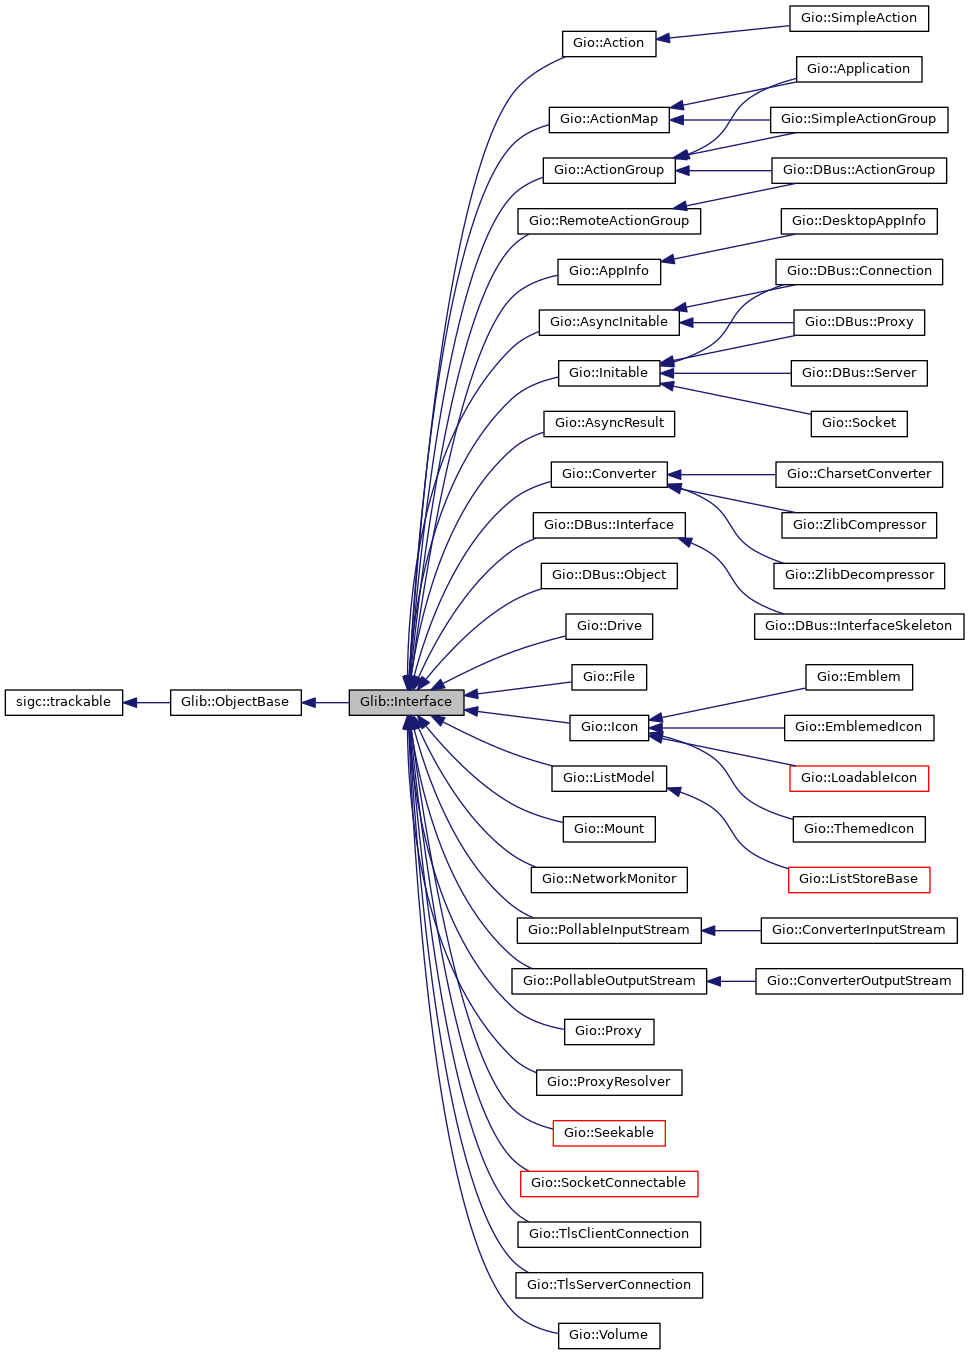 Gio::SimpleAction
Gio::Action
Gio::Application
Gio::ActionMap
Gio::SimpleActionGroup
Gio::ActionGroup
Gio::DBus::ActionGroup
Gio::RemoteActionGroup
Gio::DesktopAppInfo
Gio::AppInfo
Gio::DBus::Connection
Gio::AsyncInitable
Gio::DBus::Proxy
Gio::Initable
Gio::DBus::Server
Gio::AsyncResult
Gio::Socket
Gio::Converter
Gio::CharsetConverter
Gio::DBus::Interface
Gio::ZlibCompressor
Gio::DBus::Object
Gio::ZlibDecompressor
Gio::Drive
Gio::DBus::InterfaceSkeleton
Gio::File
Gio::Emblem
sigc::trackable
Glib::ObjectBase
Glib::Interface
Gio::Icon
Gio::EmblemedIcon
Gio::ListModel
Gio::LoadableIcon
Gio::Mount
Gio::ThemedIcon
Gio::NetworkMonitor
Gio::ListStoreBase
Gio::PollableInputStream
Gio::ConverterInputStream
Gio::PollableOutputStream
Gio::ConverterOutputStream
Gio::Proxy
Gio::ProxyResolver
Gio::Seekable
Gio::SocketConnectable
Gio::TlsClientConnection
Gio::TlsServerConnection
Gio::Volume